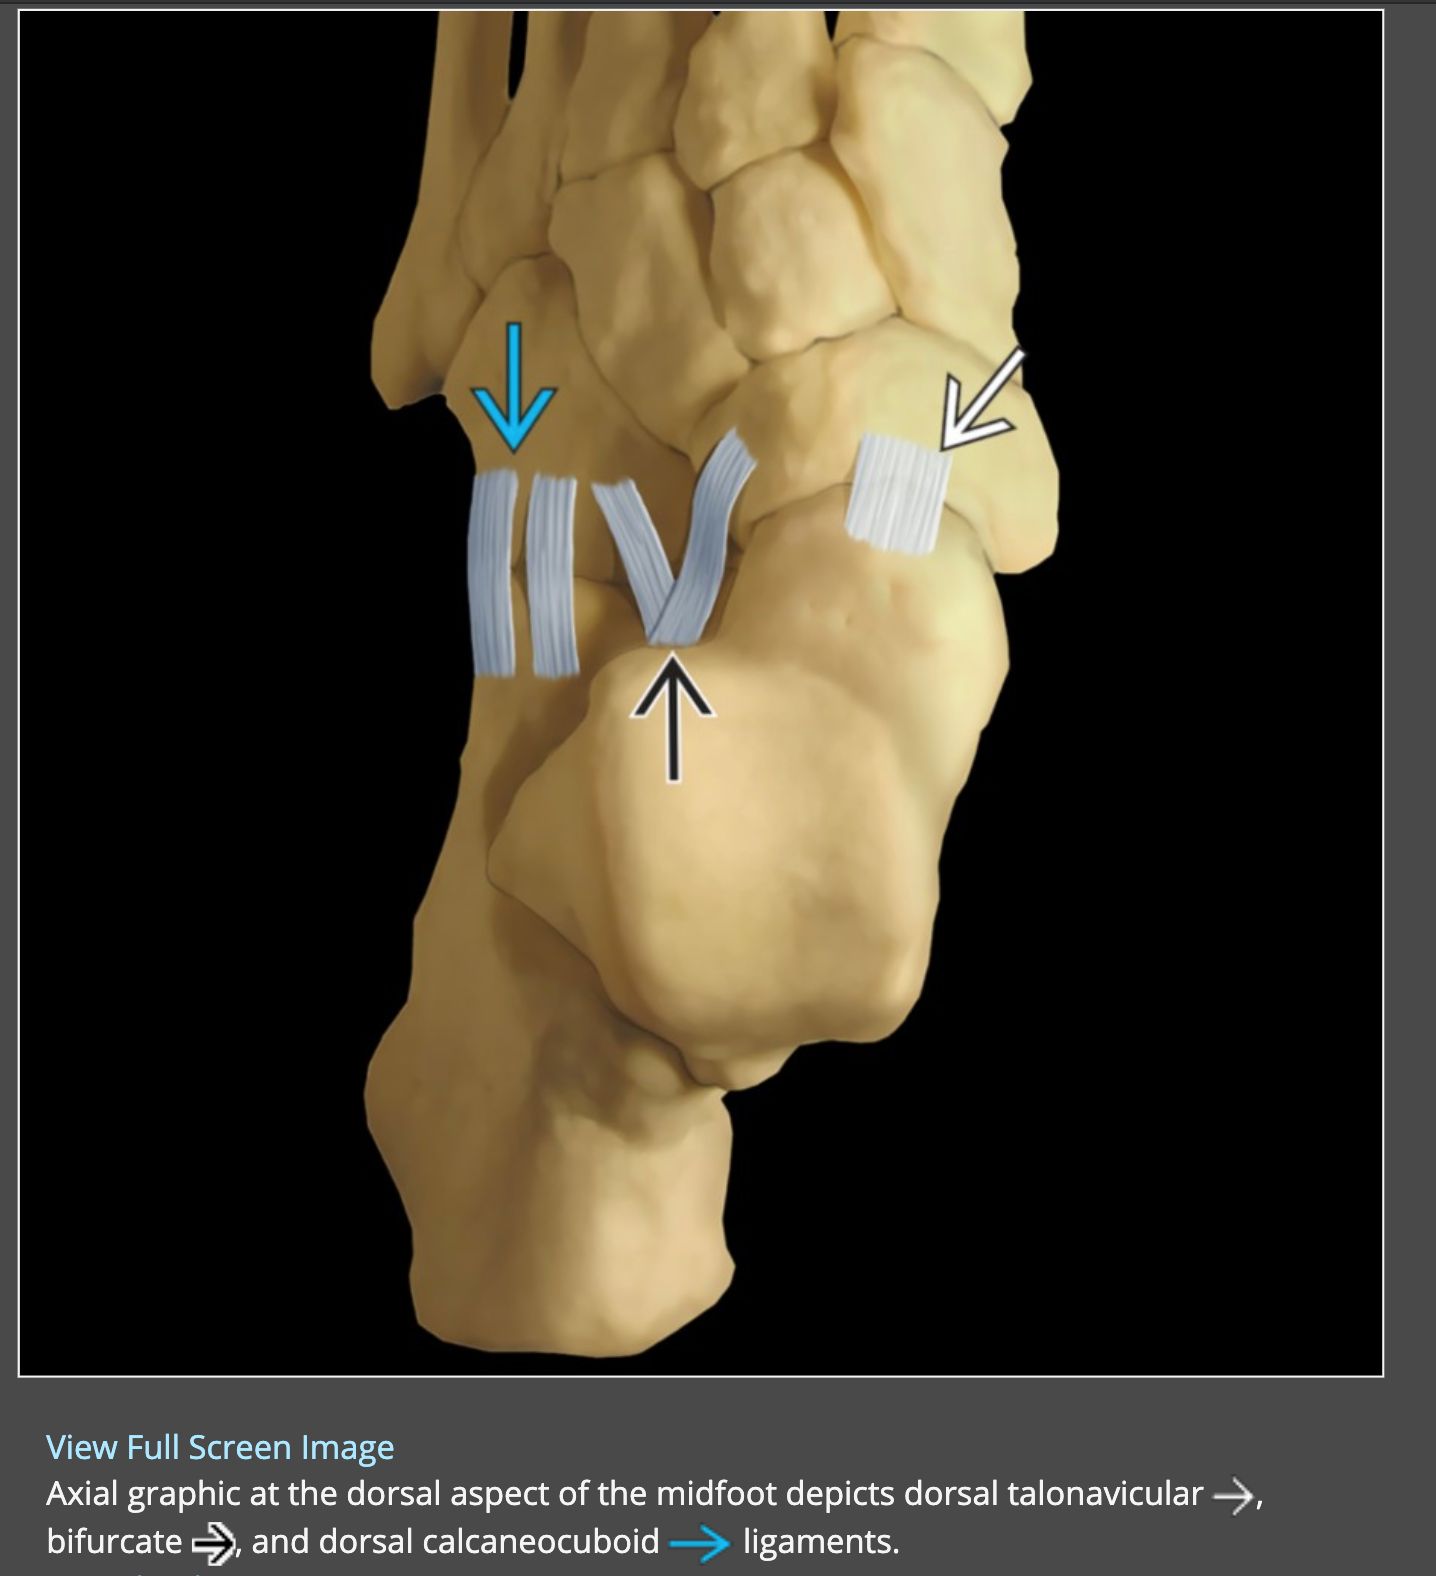 View Full Screen Image
Axial graphic at the dorsal aspect of the midfoot depicts dorsal talonavicular ,
bifurcate , and dorsal calcaneocuboid ligaments.